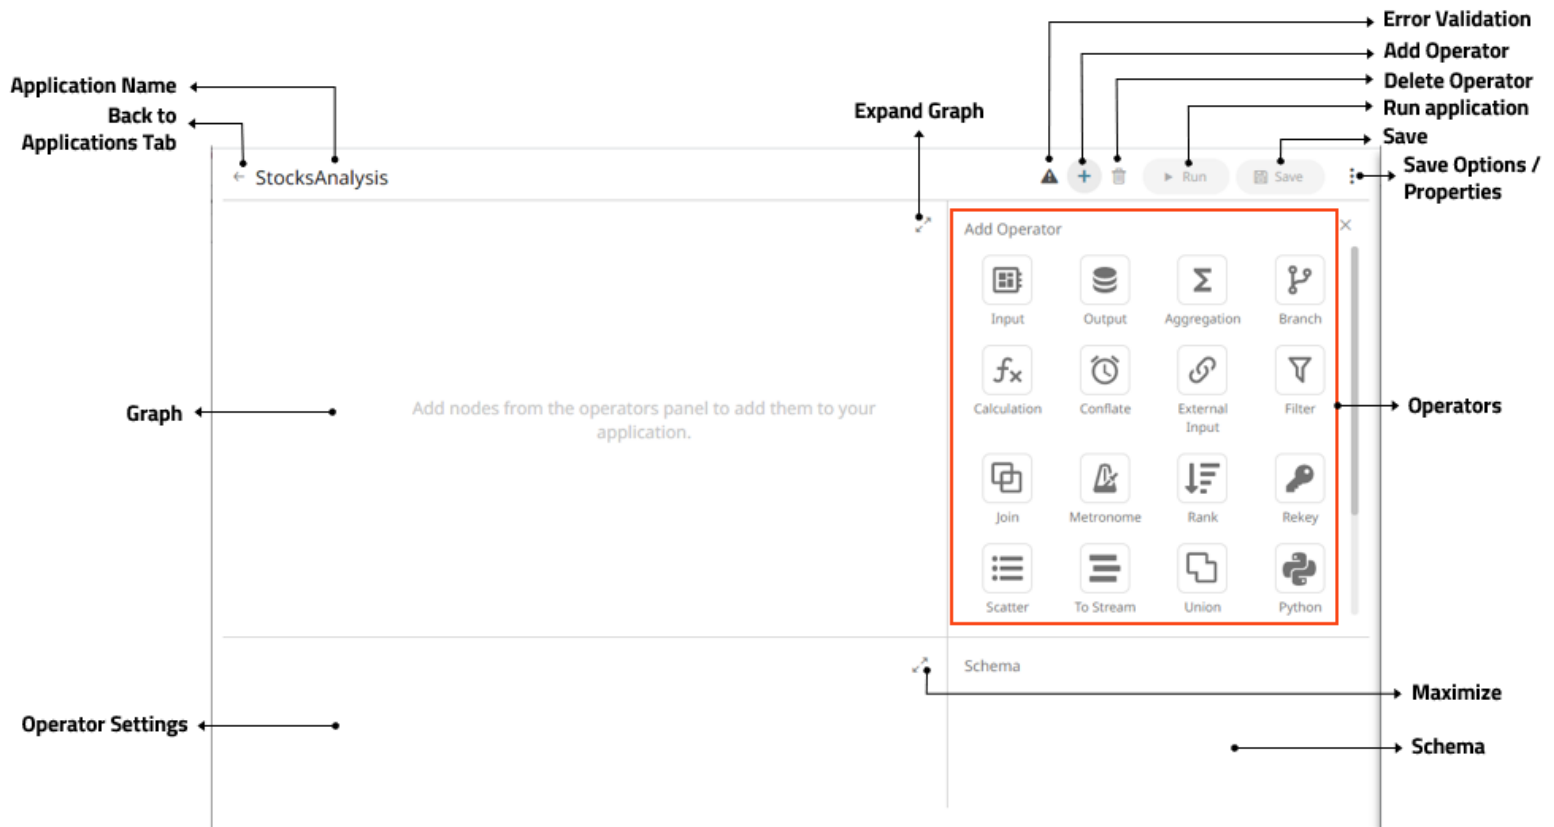 Error Validation
Add Operator
Delete Operator
Run application
Save
Save Options /
Properties
Application Name
Back to
Applications Tab
Expand Graph
StocksAnalysis
Run
Save
Add Operator
Input
Output
Aggregation
Branch
Calculation
Conflate
External
Input
Filter
Join
Metronome
Rank
Rekey
Scatter
To Stream
Union
Python
Operators
Graph
Add nodes from the operators panel to add them to your
application.
Schema
Maximize
Operator Settings
Schema